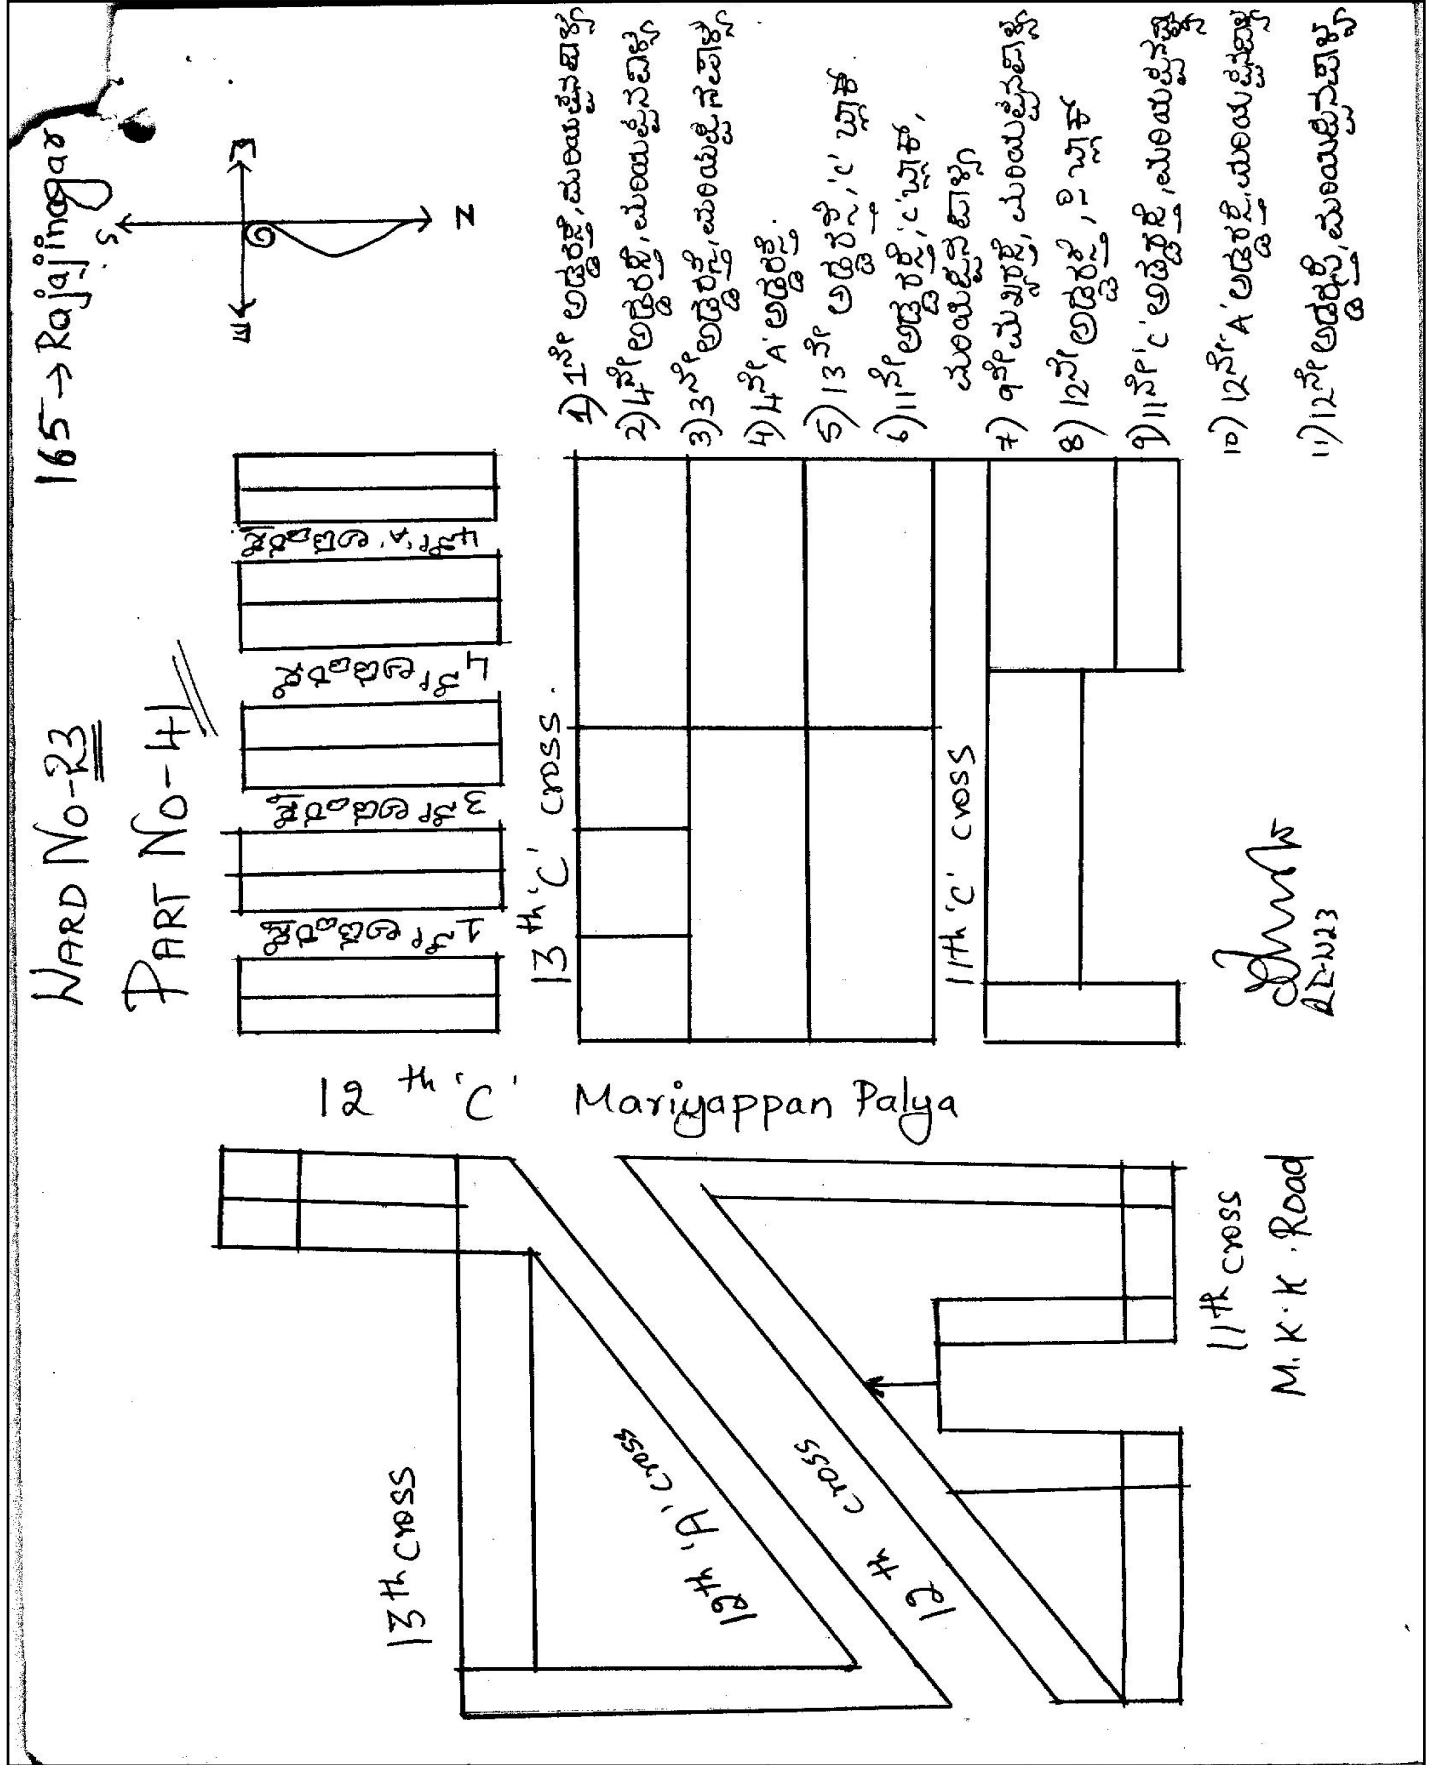 165 → Rajajinagar
WARD No-23
PART No-41
S
E
W
N
4ನೇ 'A' ಅಡ್ಡರಸ್ತೆ
4 ನೇ ಅಡ್ಡರಸ್ತೆ
3 ನೇ ಅಡ್ಡರಸ್ತೆ
1 ನೇ ಅಡ್ಡರಸ್ತೆ
13th 'C' cross.
11th 'C' cross
12th 'C' Mariyappan Palya
13th cross
12th 'A' cross
12th cross
11th cross
M.K.K. Road
1) 1ನೇ ಅಡ್ಡರಸ್ತೆ, ಮರಿಯಪ್ಪನಪಾಳ್ಯ
2) 4ನೇ ಅಡ್ಡರಸ್ತೆ, ಮರಿಯಪ್ಪನಪಾಳ್ಯ
3) 3ನೇ ಅಡ್ಡರಸ್ತೆ, ಮರಿಯಪ್ಪನಪಾಳ್ಯ
4) 4ನೇ 'A' ಅಡ್ಡರಸ್ತೆ
5) 13ನೇ ಅಡ್ಡರಸ್ತೆ, 'C' ಬ್ಲಾಕ್
6) 11ನೇ ಅಡ್ಡರಸ್ತೆ, 'C' ಬ್ಲಾಕ್,
ಮರಿಯಪ್ಪನಪಾಳ್ಯ
7) 9ನೇ ಮುಖ್ಯರಸ್ತೆ, ಮರಿಯಪ್ಪನಪಾಳ್ಯ
8) 12ನೇ ಅಡ್ಡರಸ್ತೆ, ಬ್ಲಾಕ್
9) 11ನೇ 'C' ಅಡ್ಡರಸ್ತೆ, ಮರಿಯಪ್ಪನಪಾಳ್ಯ
10) 12ನೇ 'A' ಅಡ್ಡರಸ್ತೆ, ಮರಿಯಪ್ಪನಪಾಳ್ಯ
11) 12ನೇ ಅಡ್ಡರಸ್ತೆ, ಮರಿಯಪ್ಪನಪಾಳ್ಯ